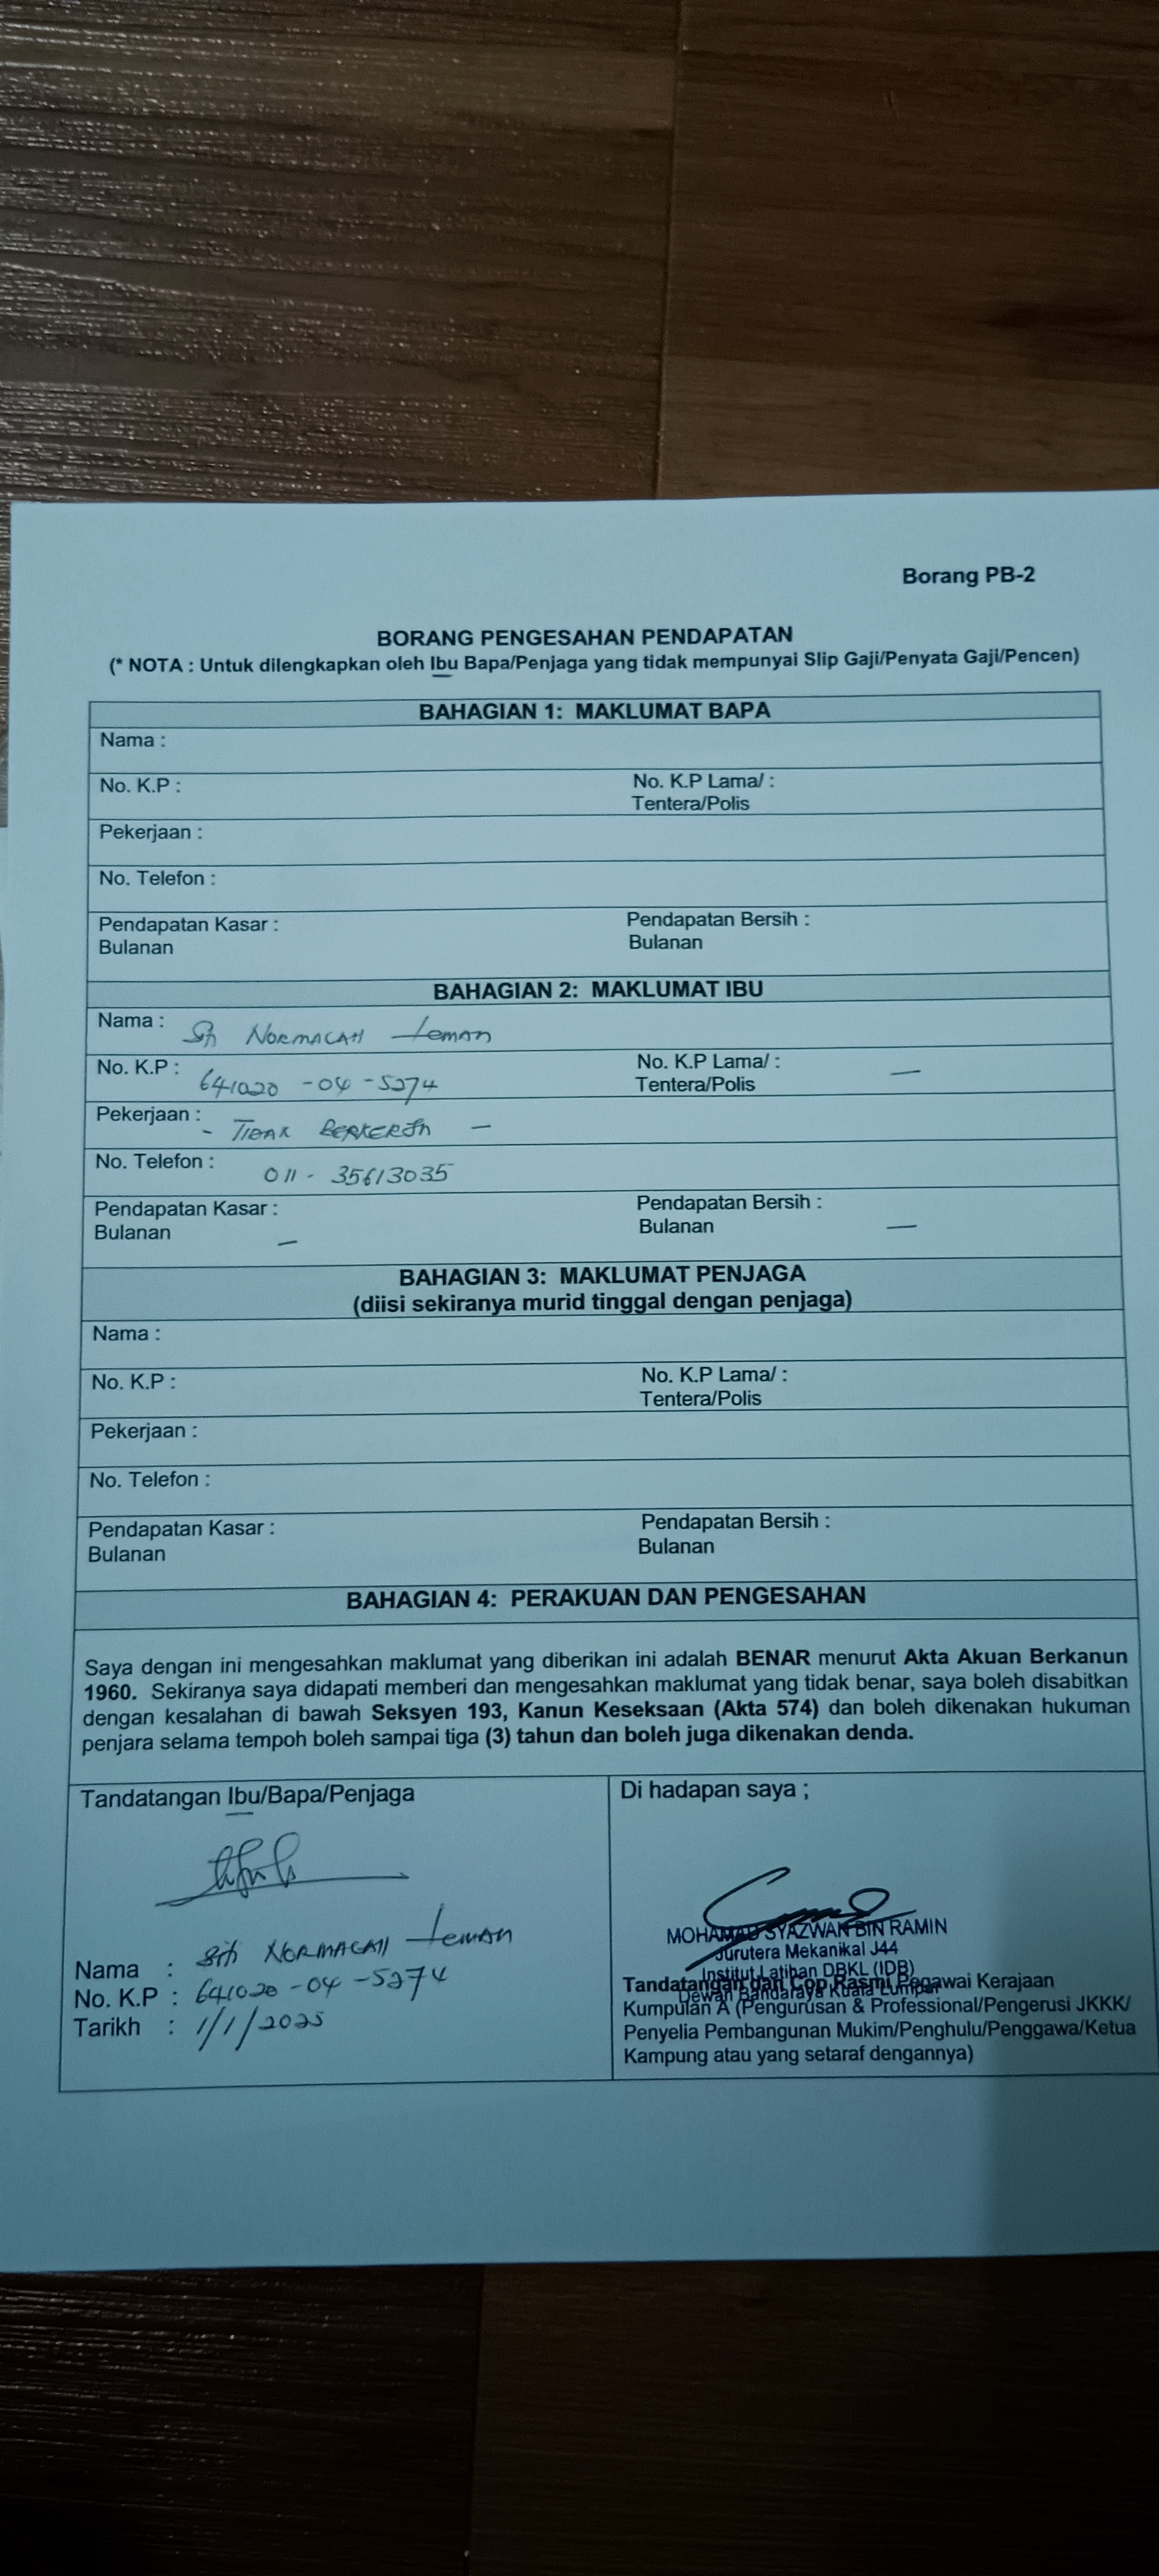 Borang PB-2
BORANG PENGESAHAN PENDAPATAN
(* NOTA : Untuk dilengkapkan oleh Ibu Bapa/Penjaga yang tidak mempunyai Slip Gaji/Penyata Gaji/Pencen)
BAHAGIAN 1: MAKLUMAT BAPA
Nama :
No. K.P : No. K.P Lama/ :
Tentera/Polis
Pekerjaan :
No. Telefon :
Pendapatan Kasar : Pendapatan Bersih :
Bulanan Bulanan
BAHAGIAN 2: MAKLUMAT IBU
Nama : NORMALAH Leman
No. K.P : 641020 - 04 - 5274 No. K.P Lama/ : —
Tentera/Polis
Pekerjaan : - TIDAK BEKERJA -
No. Telefon : 011 - 35613035
Pendapatan Kasar : Pendapatan Bersih :
Bulanan — Bulanan —
BAHAGIAN 3: MAKLUMAT PENJAGA
(diisi sekiranya murid tinggal dengan penjaga)
Nama :
No. K.P : No. K.P Lama/ :
Tentera/Polis
Pekerjaan :
No. Telefon :
Pendapatan Kasar : Pendapatan Bersih :
Bulanan Bulanan
BAHAGIAN 4: PERAKUAN DAN PENGESAHAN
Saya dengan ini mengesahkan maklumat yang diberikan ini adalah BENAR menurut Akta Akuan Berkanun
1960. Sekiranya saya didapati memberi dan mengesahkan maklumat yang tidak benar, saya boleh disabitkan
dengan kesalahan di bawah Seksyen 193, Kanun Keseksaan (Akta 574) dan boleh dikenakan hukuman
penjara selama tempoh boleh sampai tiga (3) tahun dan boleh juga dikenakan denda.
Tandatangan Ibu/Bapa/Penjaga
Nama : Siti NORMALAH Leman
No. K.P : 641020 - 04 - 5274
Tarikh : 1/1/2025
Di hadapan saya ;
MOHAMAD SYAZWAN BIN RAMIN
Jurutera Mekanikal J44
Institut Latihan DBKL (IDB)
Dewan Bandaraya Kuala Lumpur
Tandatangan dan Cop Rasmi Pegawai Kerajaan
Kumpulan A (Pengurusan & Professional/Pengerusi JKKK/
Penyelia Pembangunan Mukim/Penghulu/Penggawa/Ketua
Kampung atau yang setaraf dengannya)